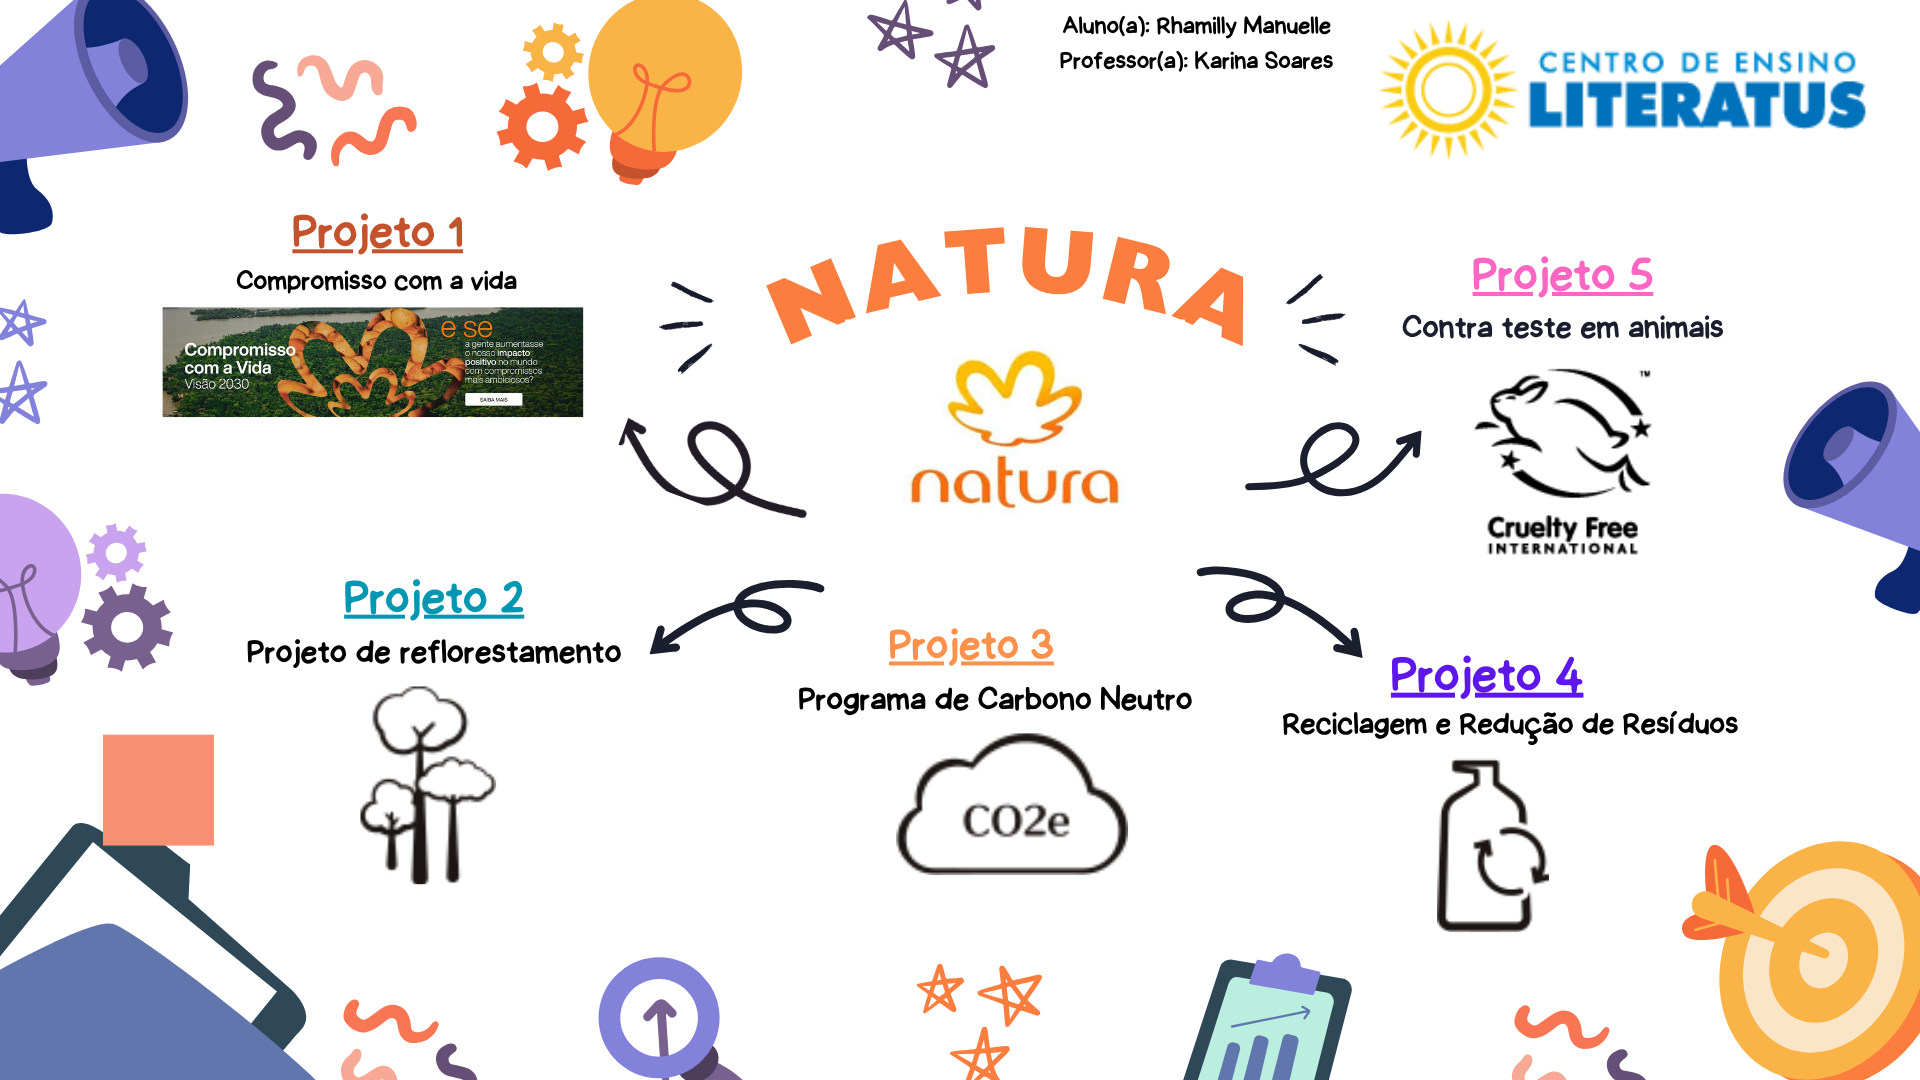 Aluno(a): Rhamilly Manuelle
Professor(a): Karina Soares
CENTRO DE ENSINO
LITERATUS
NATURA
natura
Projeto 1
Compromisso com a vida
Compromisso
com a Vida
Visão 2030
e se
a gente aumentasse
o nosso impacto
positivo no mundo
com compromissos
mais ambiciosos?
SAIBA MAIS
Projeto 2
Projeto de reflorestamento
Projeto 3
Programa de Carbono Neutro
CO2e
Projeto 4
Reciclagem e Redução de Resíduos
Projeto 5
Contra teste em animais
TM
Cruelty Free
INTERNATIONAL